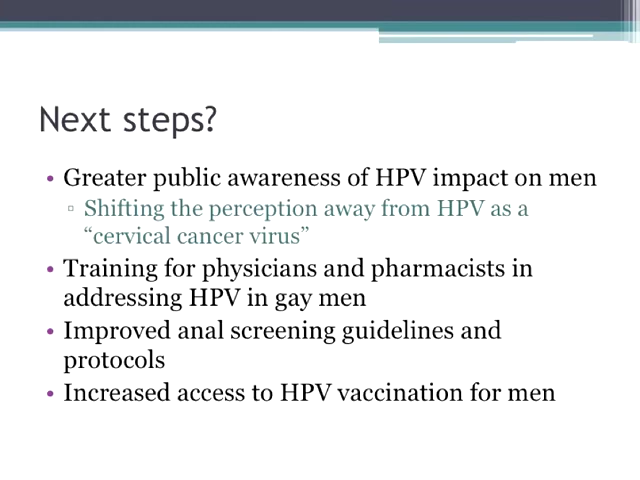 Next steps?
• Greater public awareness of HPV impact on men
▫ Shifting the perception away from HPV as a
“cervical cancer virus”
• Training for physicians and pharmacists in
addressing HPV in gay men
• Improved anal screening guidelines and
protocols
• Increased access to HPV vaccination for men